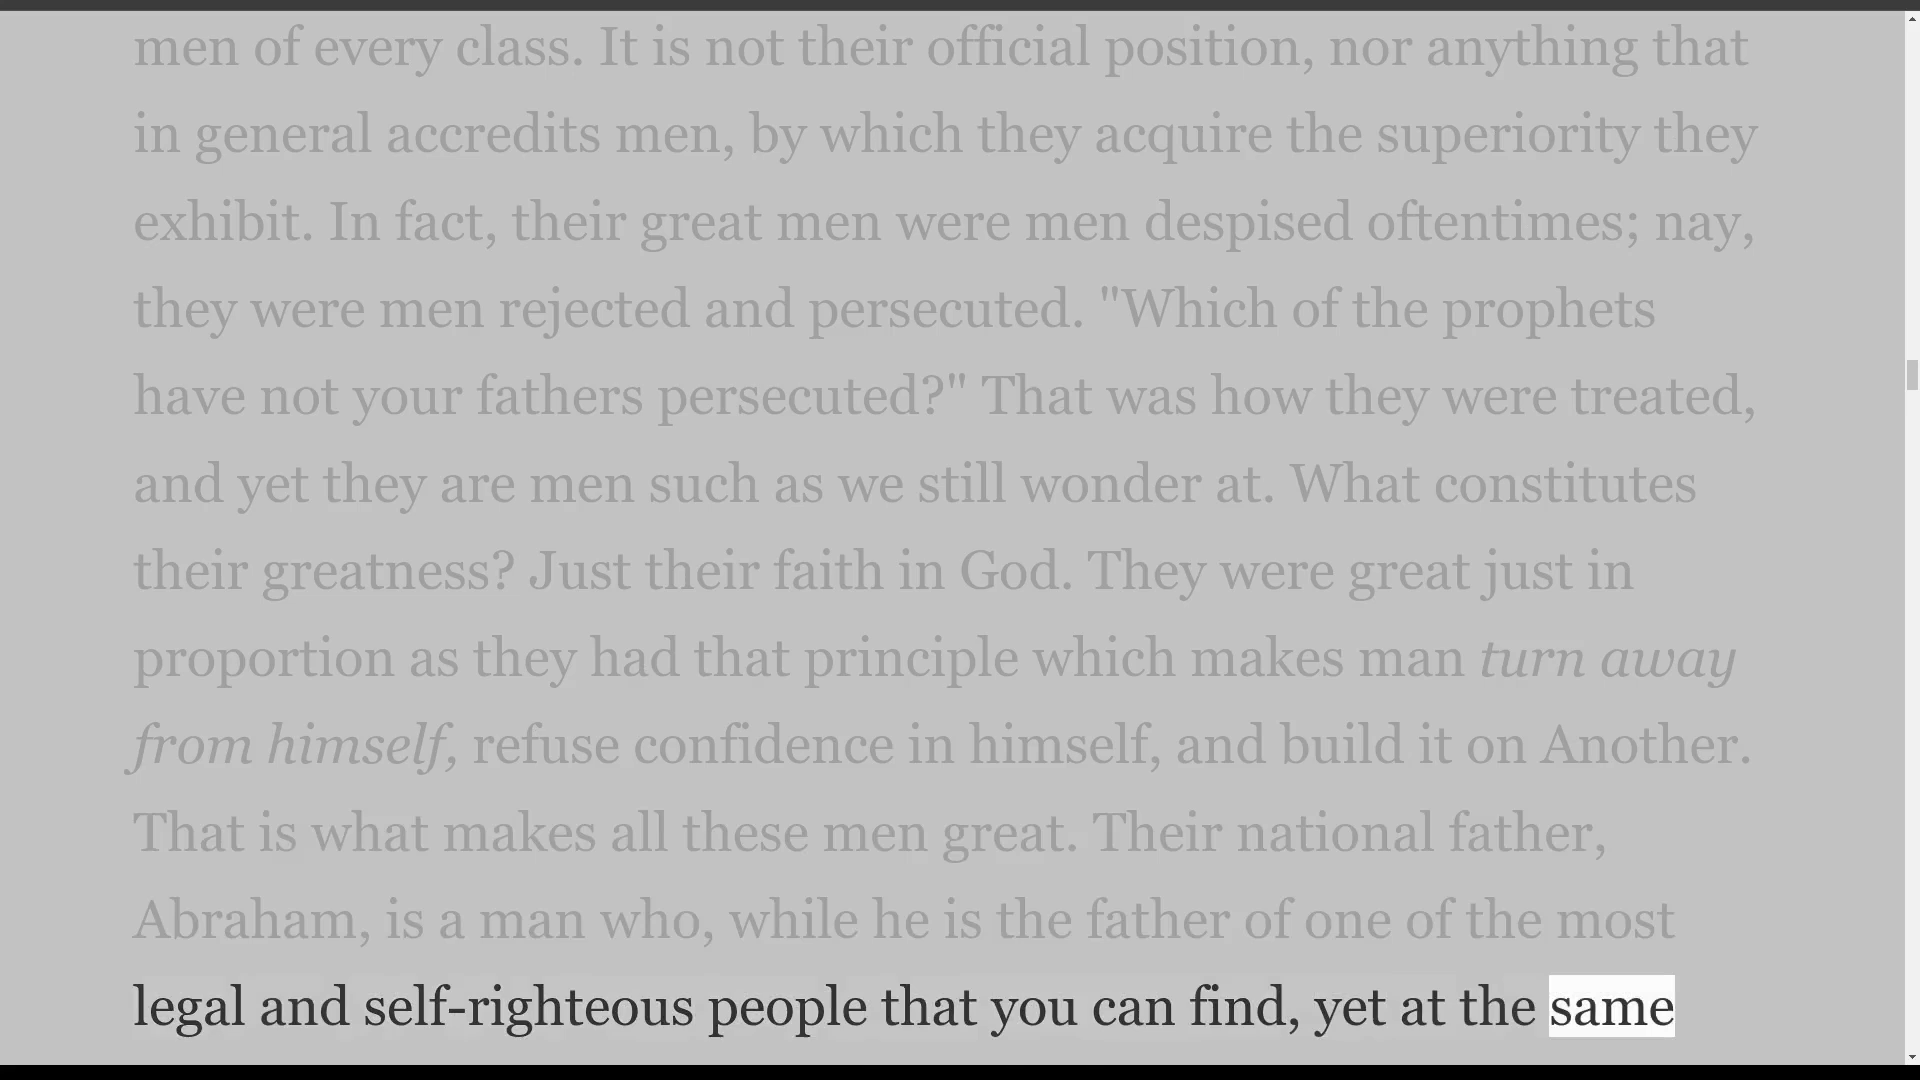 men of every class. It is not their official position, nor anything that
in general accredits men, by which they acquire the superiority they
exhibit. In fact, their great men were men despised oftentimes; nay,
they were men rejected and persecuted. "Which of the prophets
have not your fathers persecuted?" That was how they were treated,
and yet they are men such as we still wonder at. What constitutes
their greatness? Just their faith in God. They were great just in
proportion as they had that principle which makes man turn away
from himself, refuse confidence in himself, and build it on Another.
That is what makes all these men great. Their national father,
Abraham, is a man who, while he is the father of one of the most
legal and self-righteous people that you can find, yet at the same